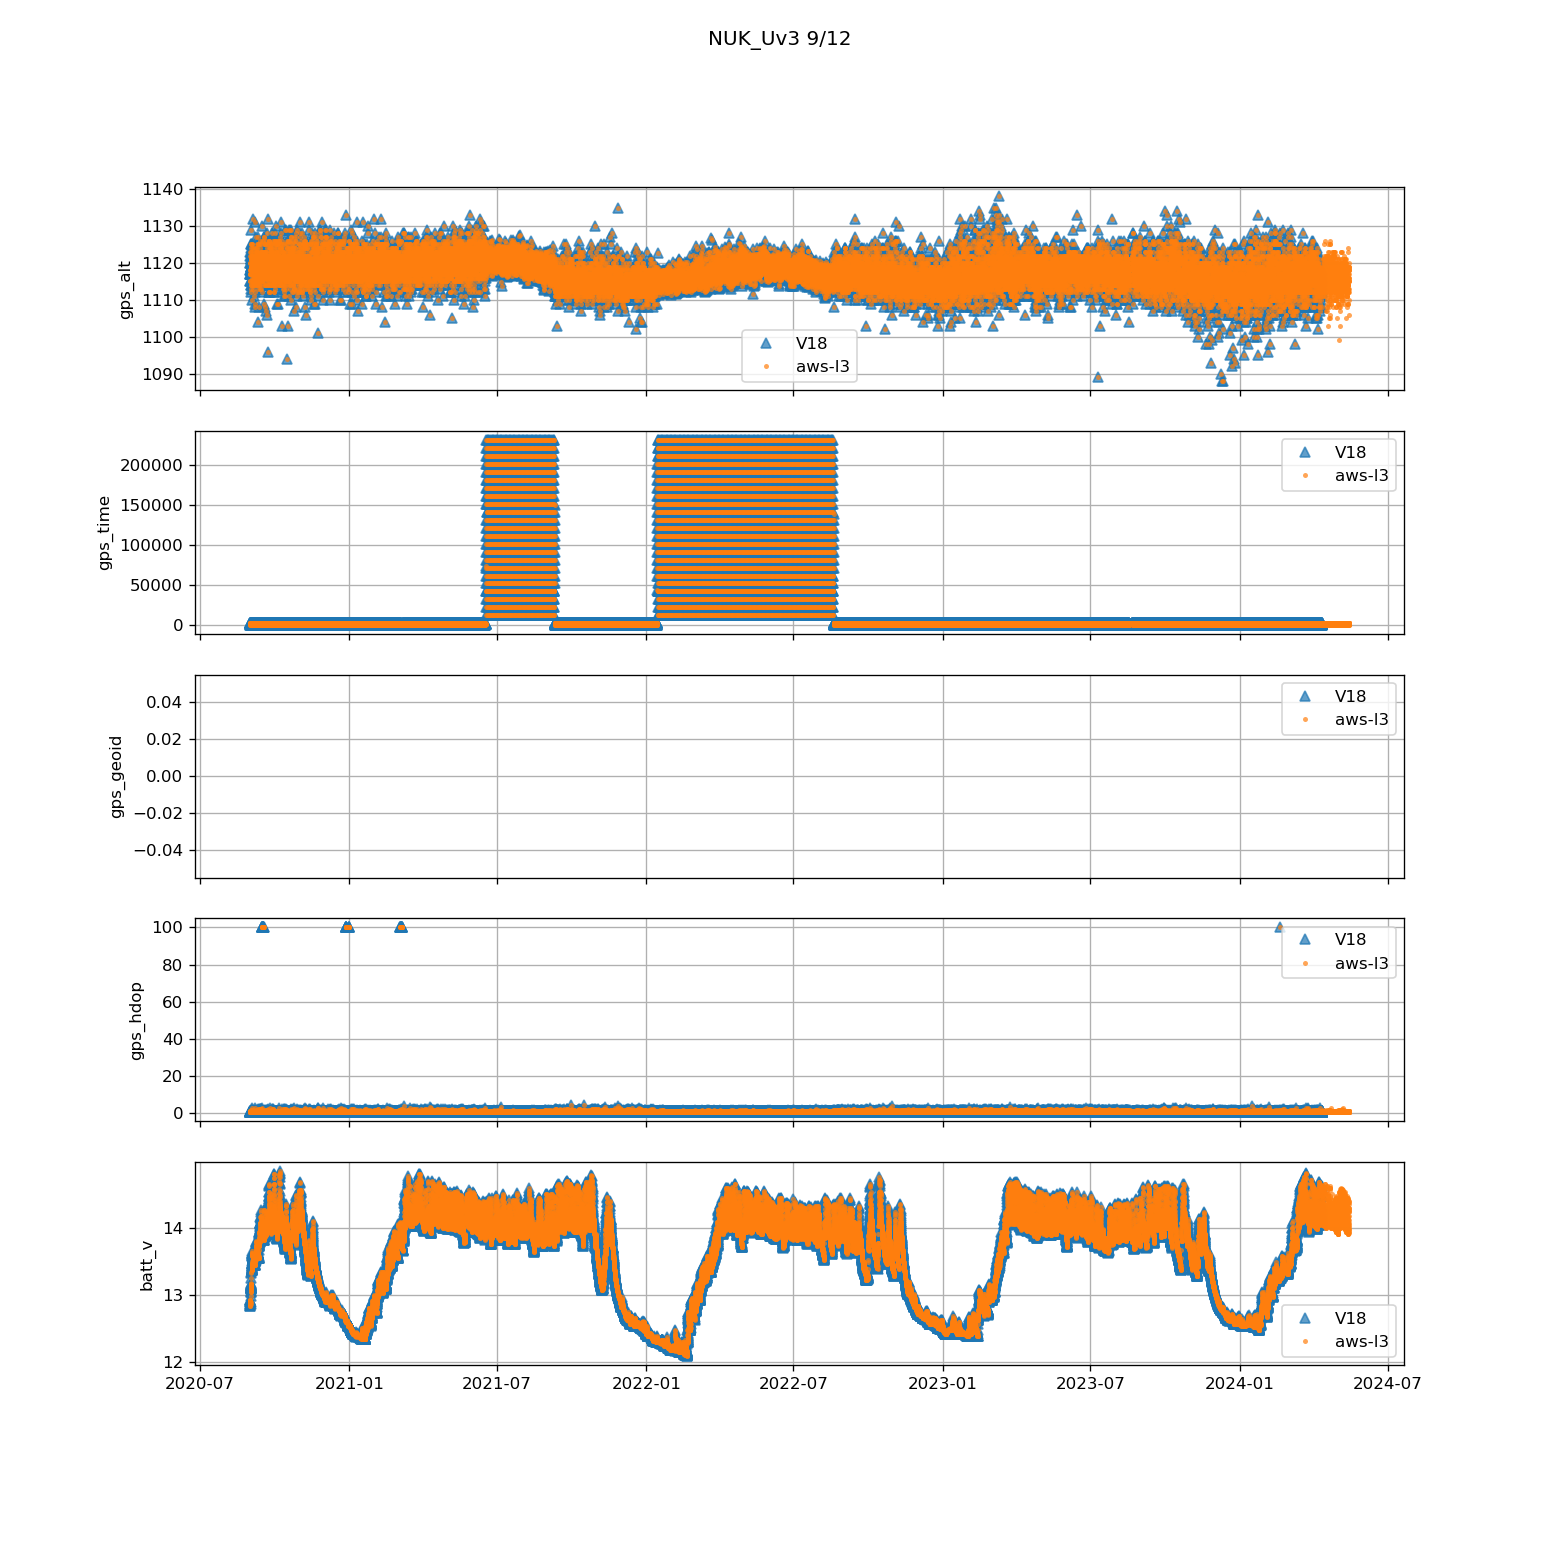 NUK_Uv3 9/12
1140
1130
1120
1110
1100
1090
gps_alt
V18
aws-l3
200000
150000
100000
50000
0
gps_time
V18
aws-l3
0.04
0.02
0.00
−0.02
−0.04
gps_geoid
V18
aws-l3
100
80
60
40
20
0
gps_hdop
V18
aws-l3
14
13
12
batt_v
V18
aws-l3
2020-07 2021-01 2021-07 2022-01 2022-07 2023-01 2023-07 2024-01 2024-07